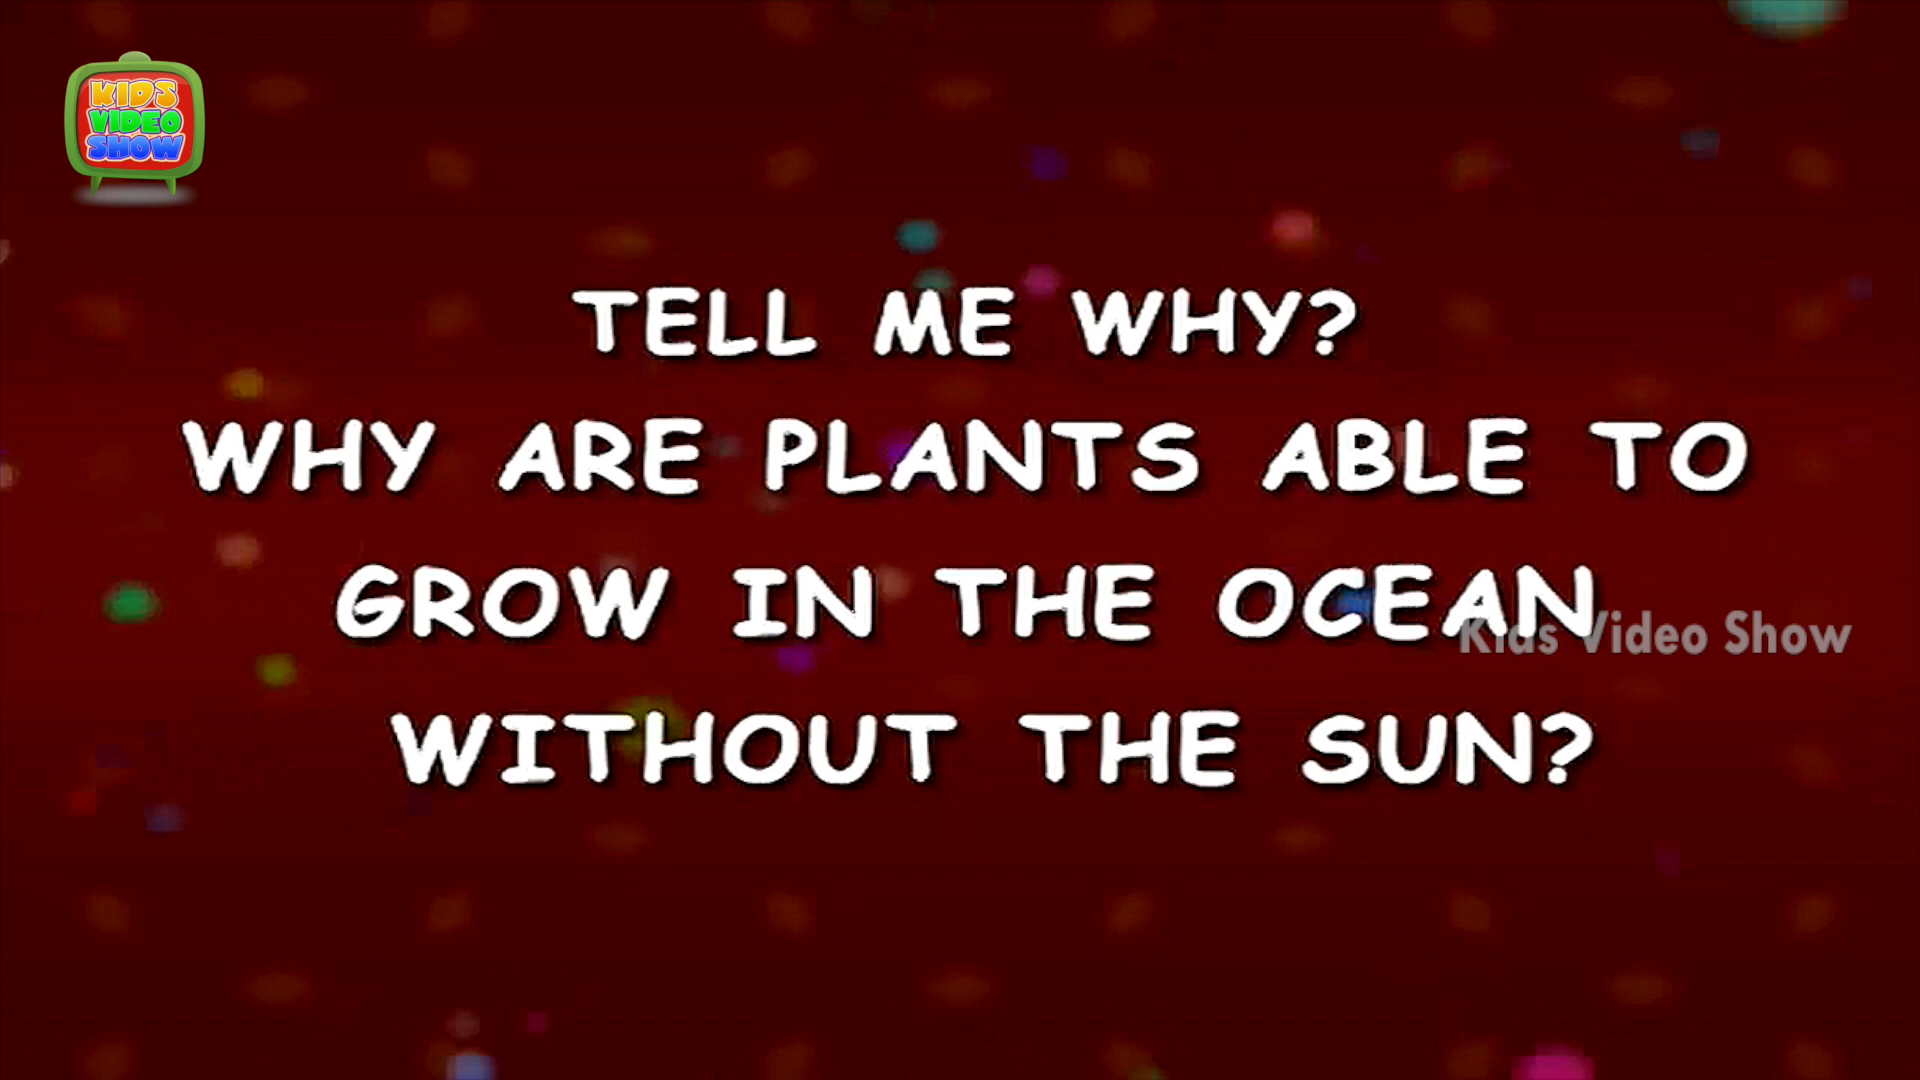 KIDS
VIDEO
SHOW
TELL ME WHY?
WHY ARE PLANTS ABLE TO
GROW IN THE OCEAN
Kids Video Show
WITHOUT THE SUN?